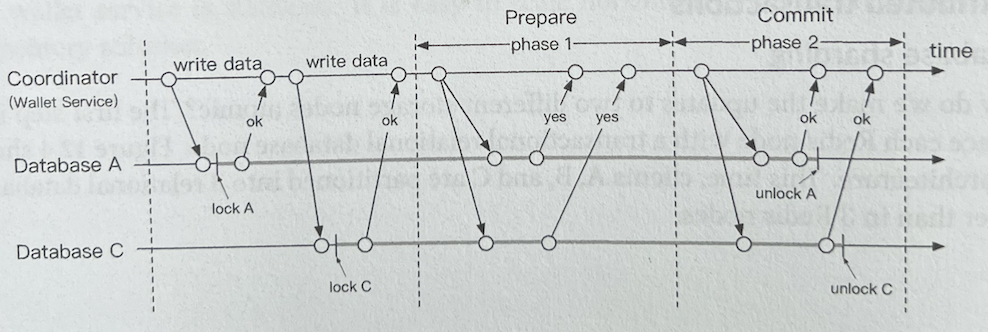 Prepare
Commit
phase 1
phase 2
time
write data
write data
Coordinator
(Wallet Service)
ok
ok
yes
yes
ok
ok
Database A
lock A
unlock A
Database C
lock C
unlock C